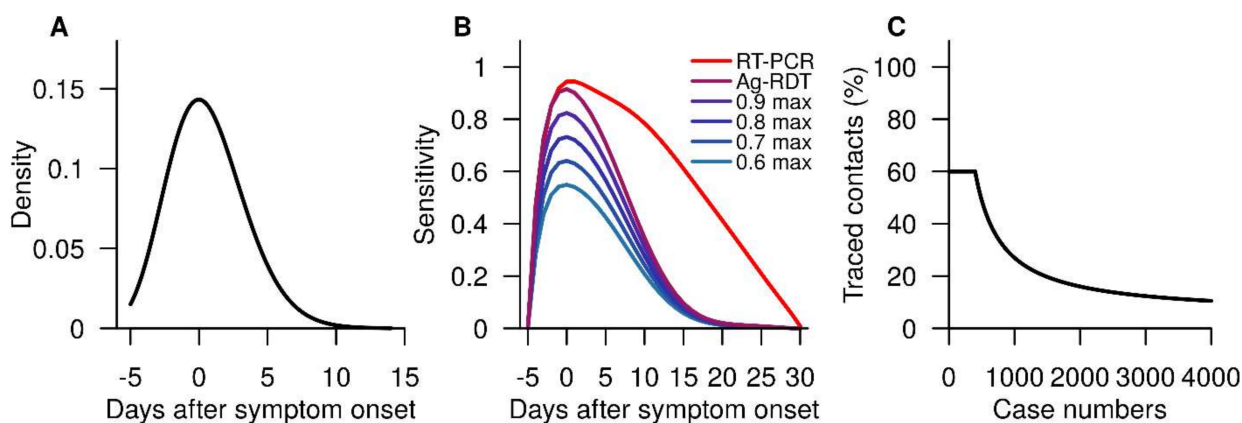 A
Density
0.15
0.1
0.05
0
-5 0 5 10 15
Days after symptom onset
B
Sensitivity
1
0.8
0.6
0.4
0.2
0
-5 0 5 10 15 20 25 30
Days after symptom onset
RT-PCR
Ag-RDT
0.9 max
0.8 max
0.7 max
0.6 max
C
Traced contacts (%)
100
80
60
40
20
0
0 1000 2000 3000 4000
Case numbers